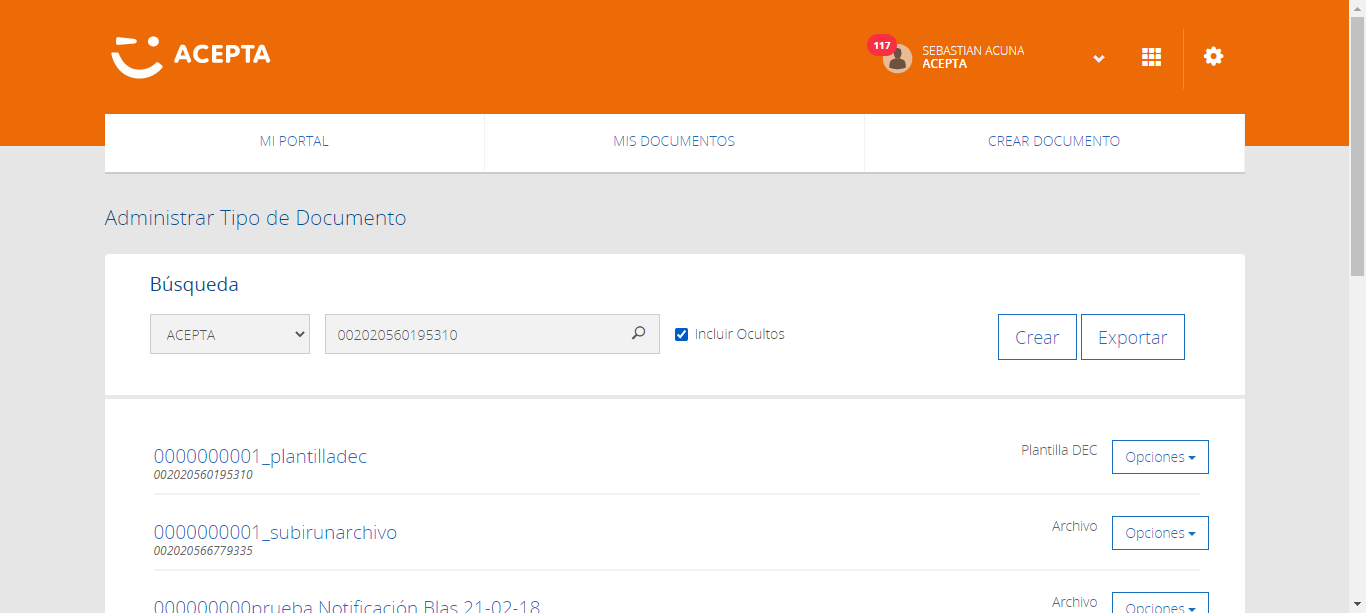 ACEPTA
117
SEBASTIAN ACUNA
ACEPTA
MI PORTAL
MIS DOCUMENTOS
CREAR DOCUMENTO
Administrar Tipo de Documento
Búsqueda
ACEPTA
002020560195310
Incluir Ocultos
Crear
Exportar
0000000001_plantilladec
002020560195310
Plantilla DEC
Opciones
0000000001_subirunarchivo
002020566779335
Archivo
Opciones
000000000prueba Notificación Blas 21-02-18
Archivo
Opciones